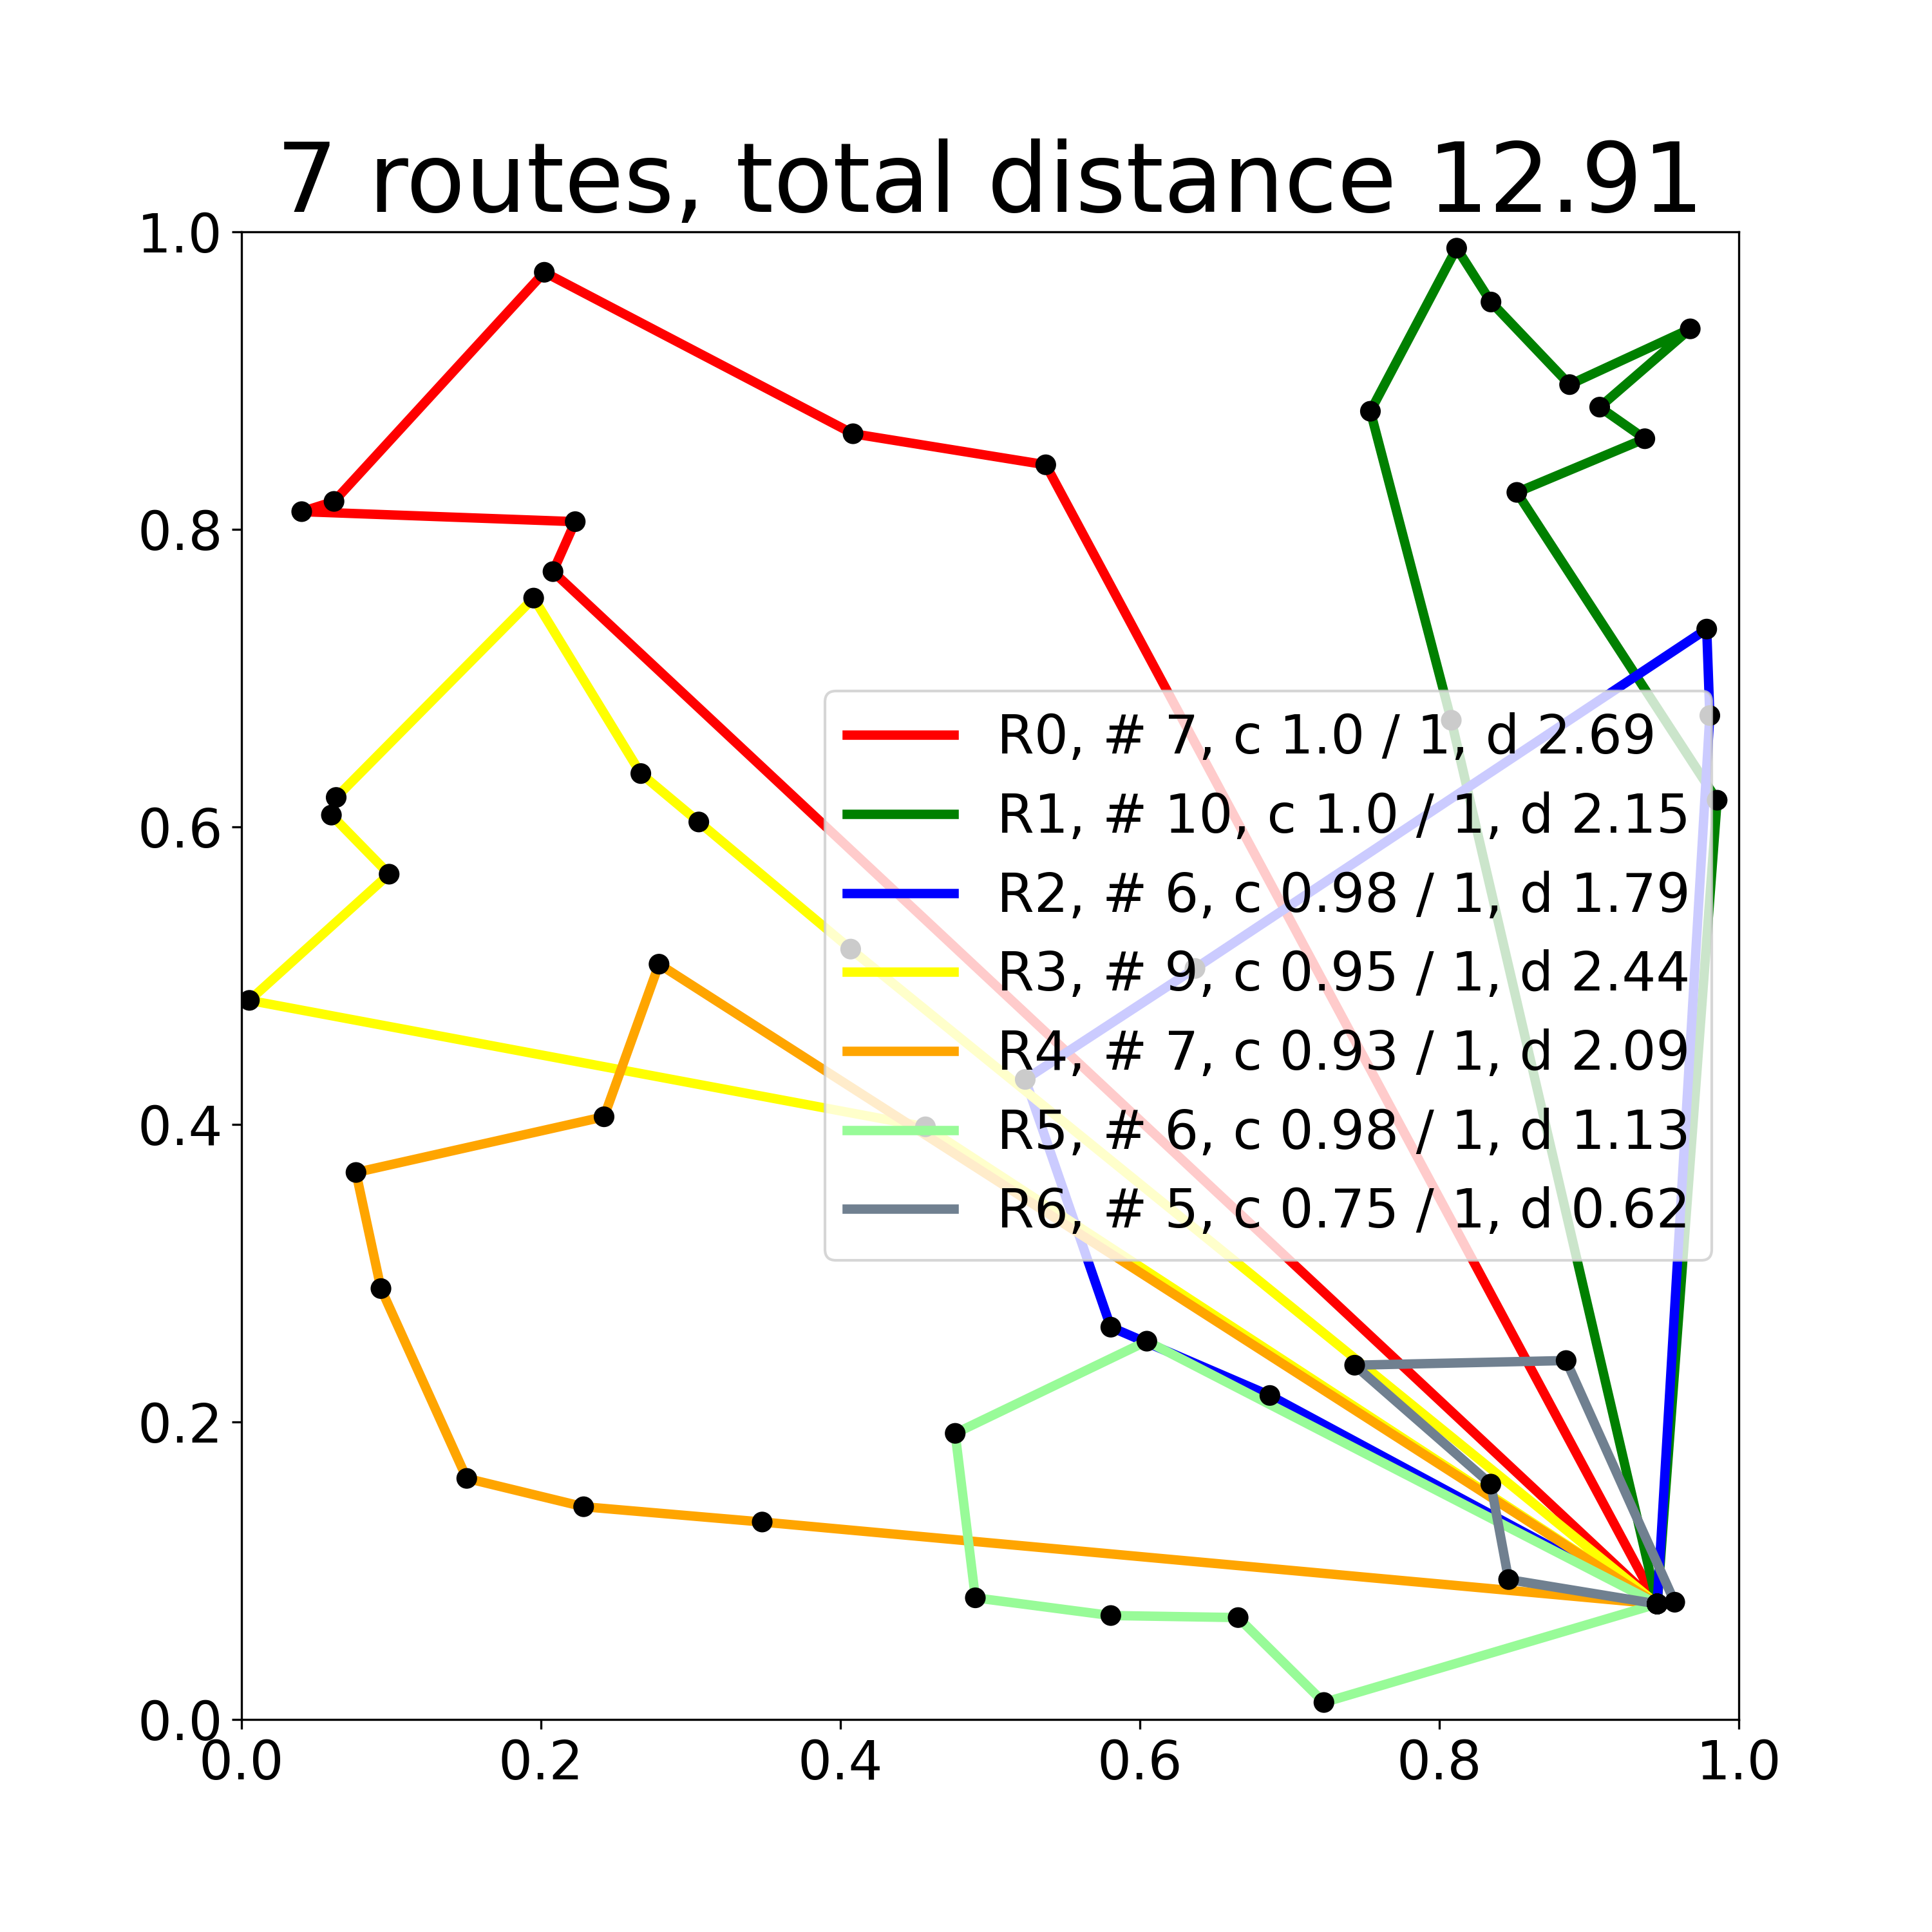 7 routes, total distance 12.91
1.0
0.8
0.6
0.4
0.2
0.0
R0, # 7, c 1.0 / 1, d 2.69
R1, # 10, c 1.0 / 1, d 2.15
R2, # 6, c 0.98 / 1, d 1.79
R3, # 9, c 0.95 / 1, d 2.44
R4, # 7, c 0.93 / 1, d 2.09
R5, # 6, c 0.98 / 1, d 1.13
R6, # 5, c 0.75 / 1, d 0.62
0.0 0.2 0.4 0.6 0.8 1.0